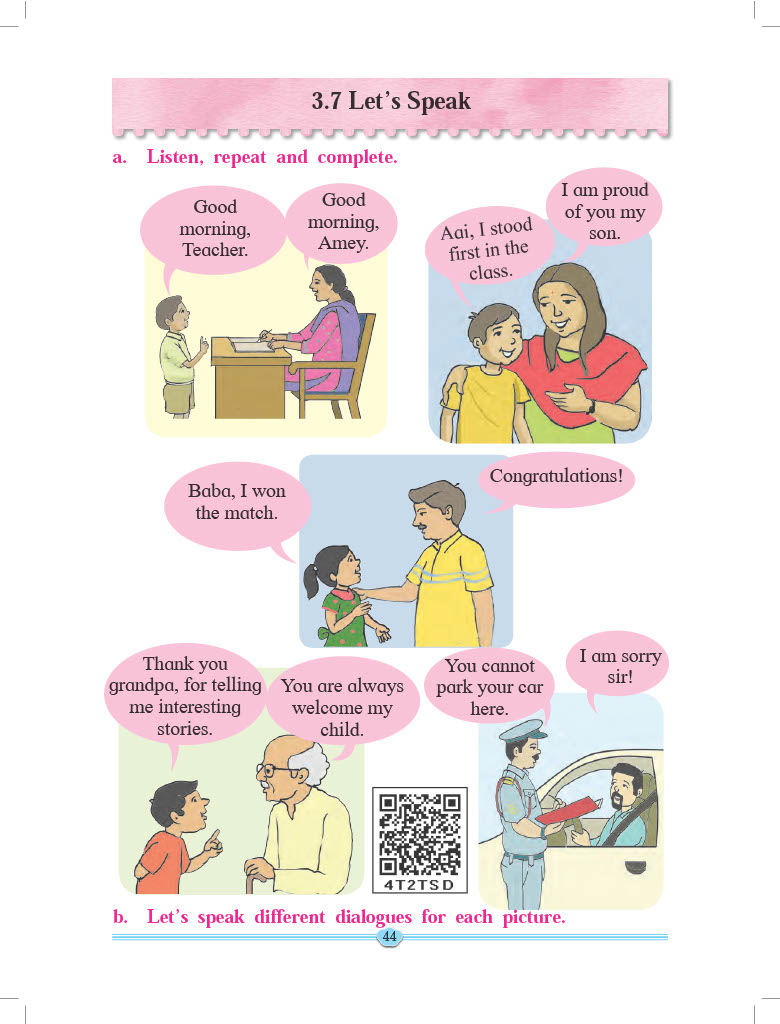 3.7 Let’s Speak
a. Listen, repeat and complete.
Good
morning,
Teacher.
Good
morning,
Amey.
Aai, I stood
first in the
class.
I am proud
of you my
son.
Baba, I won
the match.
Congratulations!
Thank you
grandpa, for telling
me interesting
stories.
You are always
welcome my
child.
You cannot
park your car
here.
I am sorry
sir!
4T2TSD
b. Let’s speak different dialogues for each picture.
44